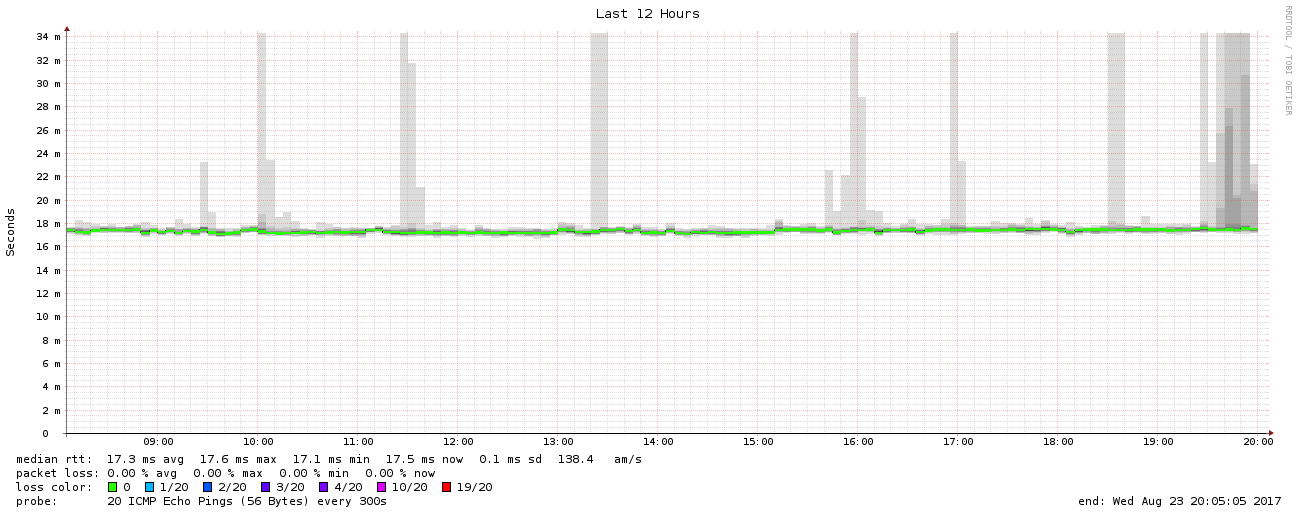 Last 12 Hours
RRDTOOL / TOBI OETIKER
Seconds
34 m
32 m
30 m
28 m
26 m
24 m
22 m
20 m
18 m
16 m
14 m
12 m
10 m
8 m
6 m
4 m
2 m
0
09:00 10:00 11:00 12:00 13:00 14:00 15:00 16:00 17:00 18:00 19:00 20:00
median rtt: 17.3 ms avg 17.6 ms max 17.1 ms min 17.5 ms now 0.1 ms sd 138.4 am/s
packet loss: 0.00 % avg 0.00 % max 0.00 % min 0.00 % now
loss color: 0 1/20 2/20 3/20 4/20 10/20 19/20
probe: 20 ICMP Echo Pings (56 Bytes) every 300s end: Wed Aug 23 20:05:05 2017